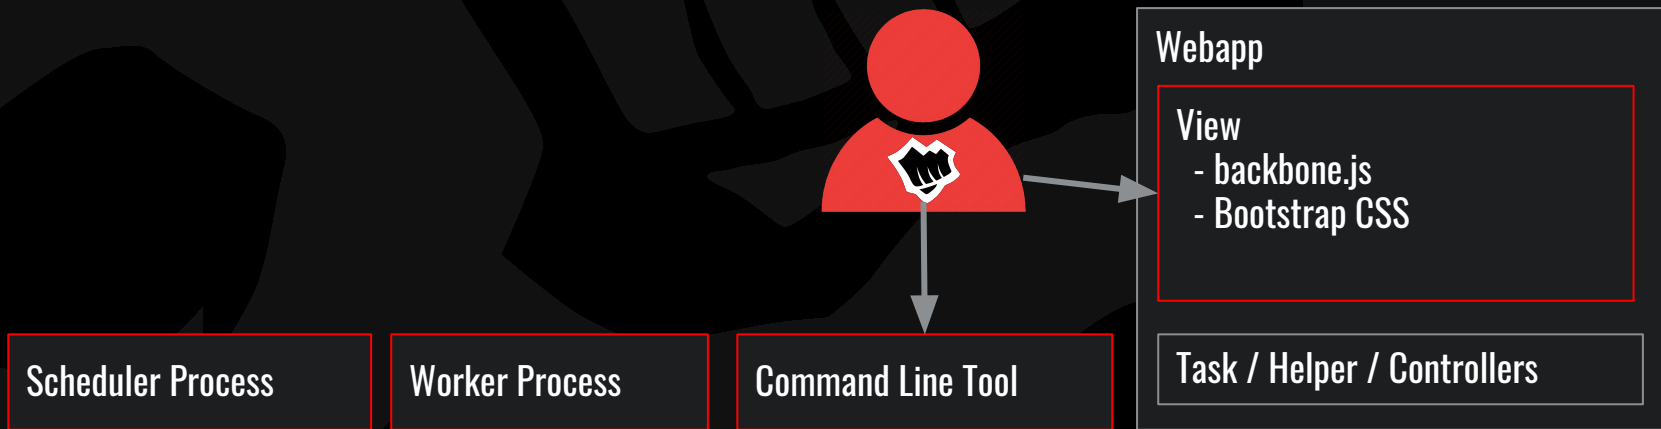 Webapp
View
- backbone.js
- Bootstrap CSS
Scheduler Process
Worker Process
Command Line Tool
Task / Helper / Controllers